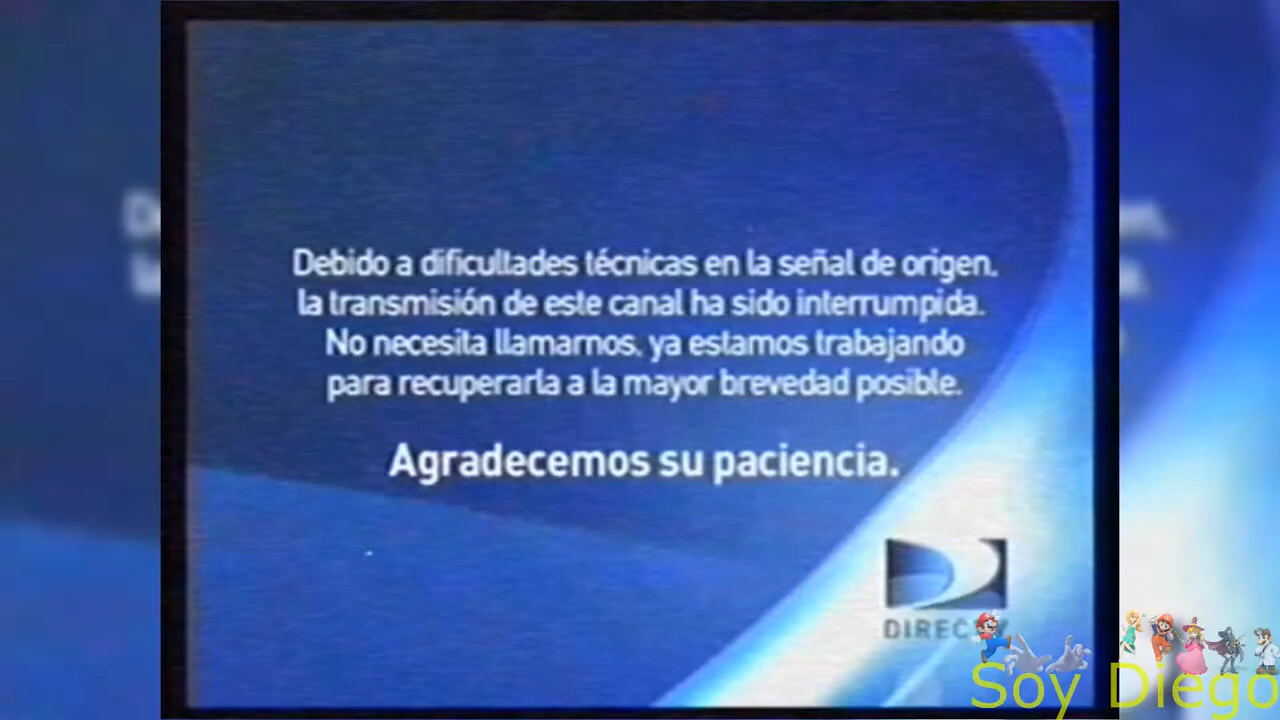 Debido a dificultades técnicas en la señal de origen,
la transmisión de este canal ha sido interrumpida.
No necesita llamarnos, ya estamos trabajando
para recuperarla a la mayor brevedad posible.
Agradecemos su paciencia.
DIREC
Soy Diego